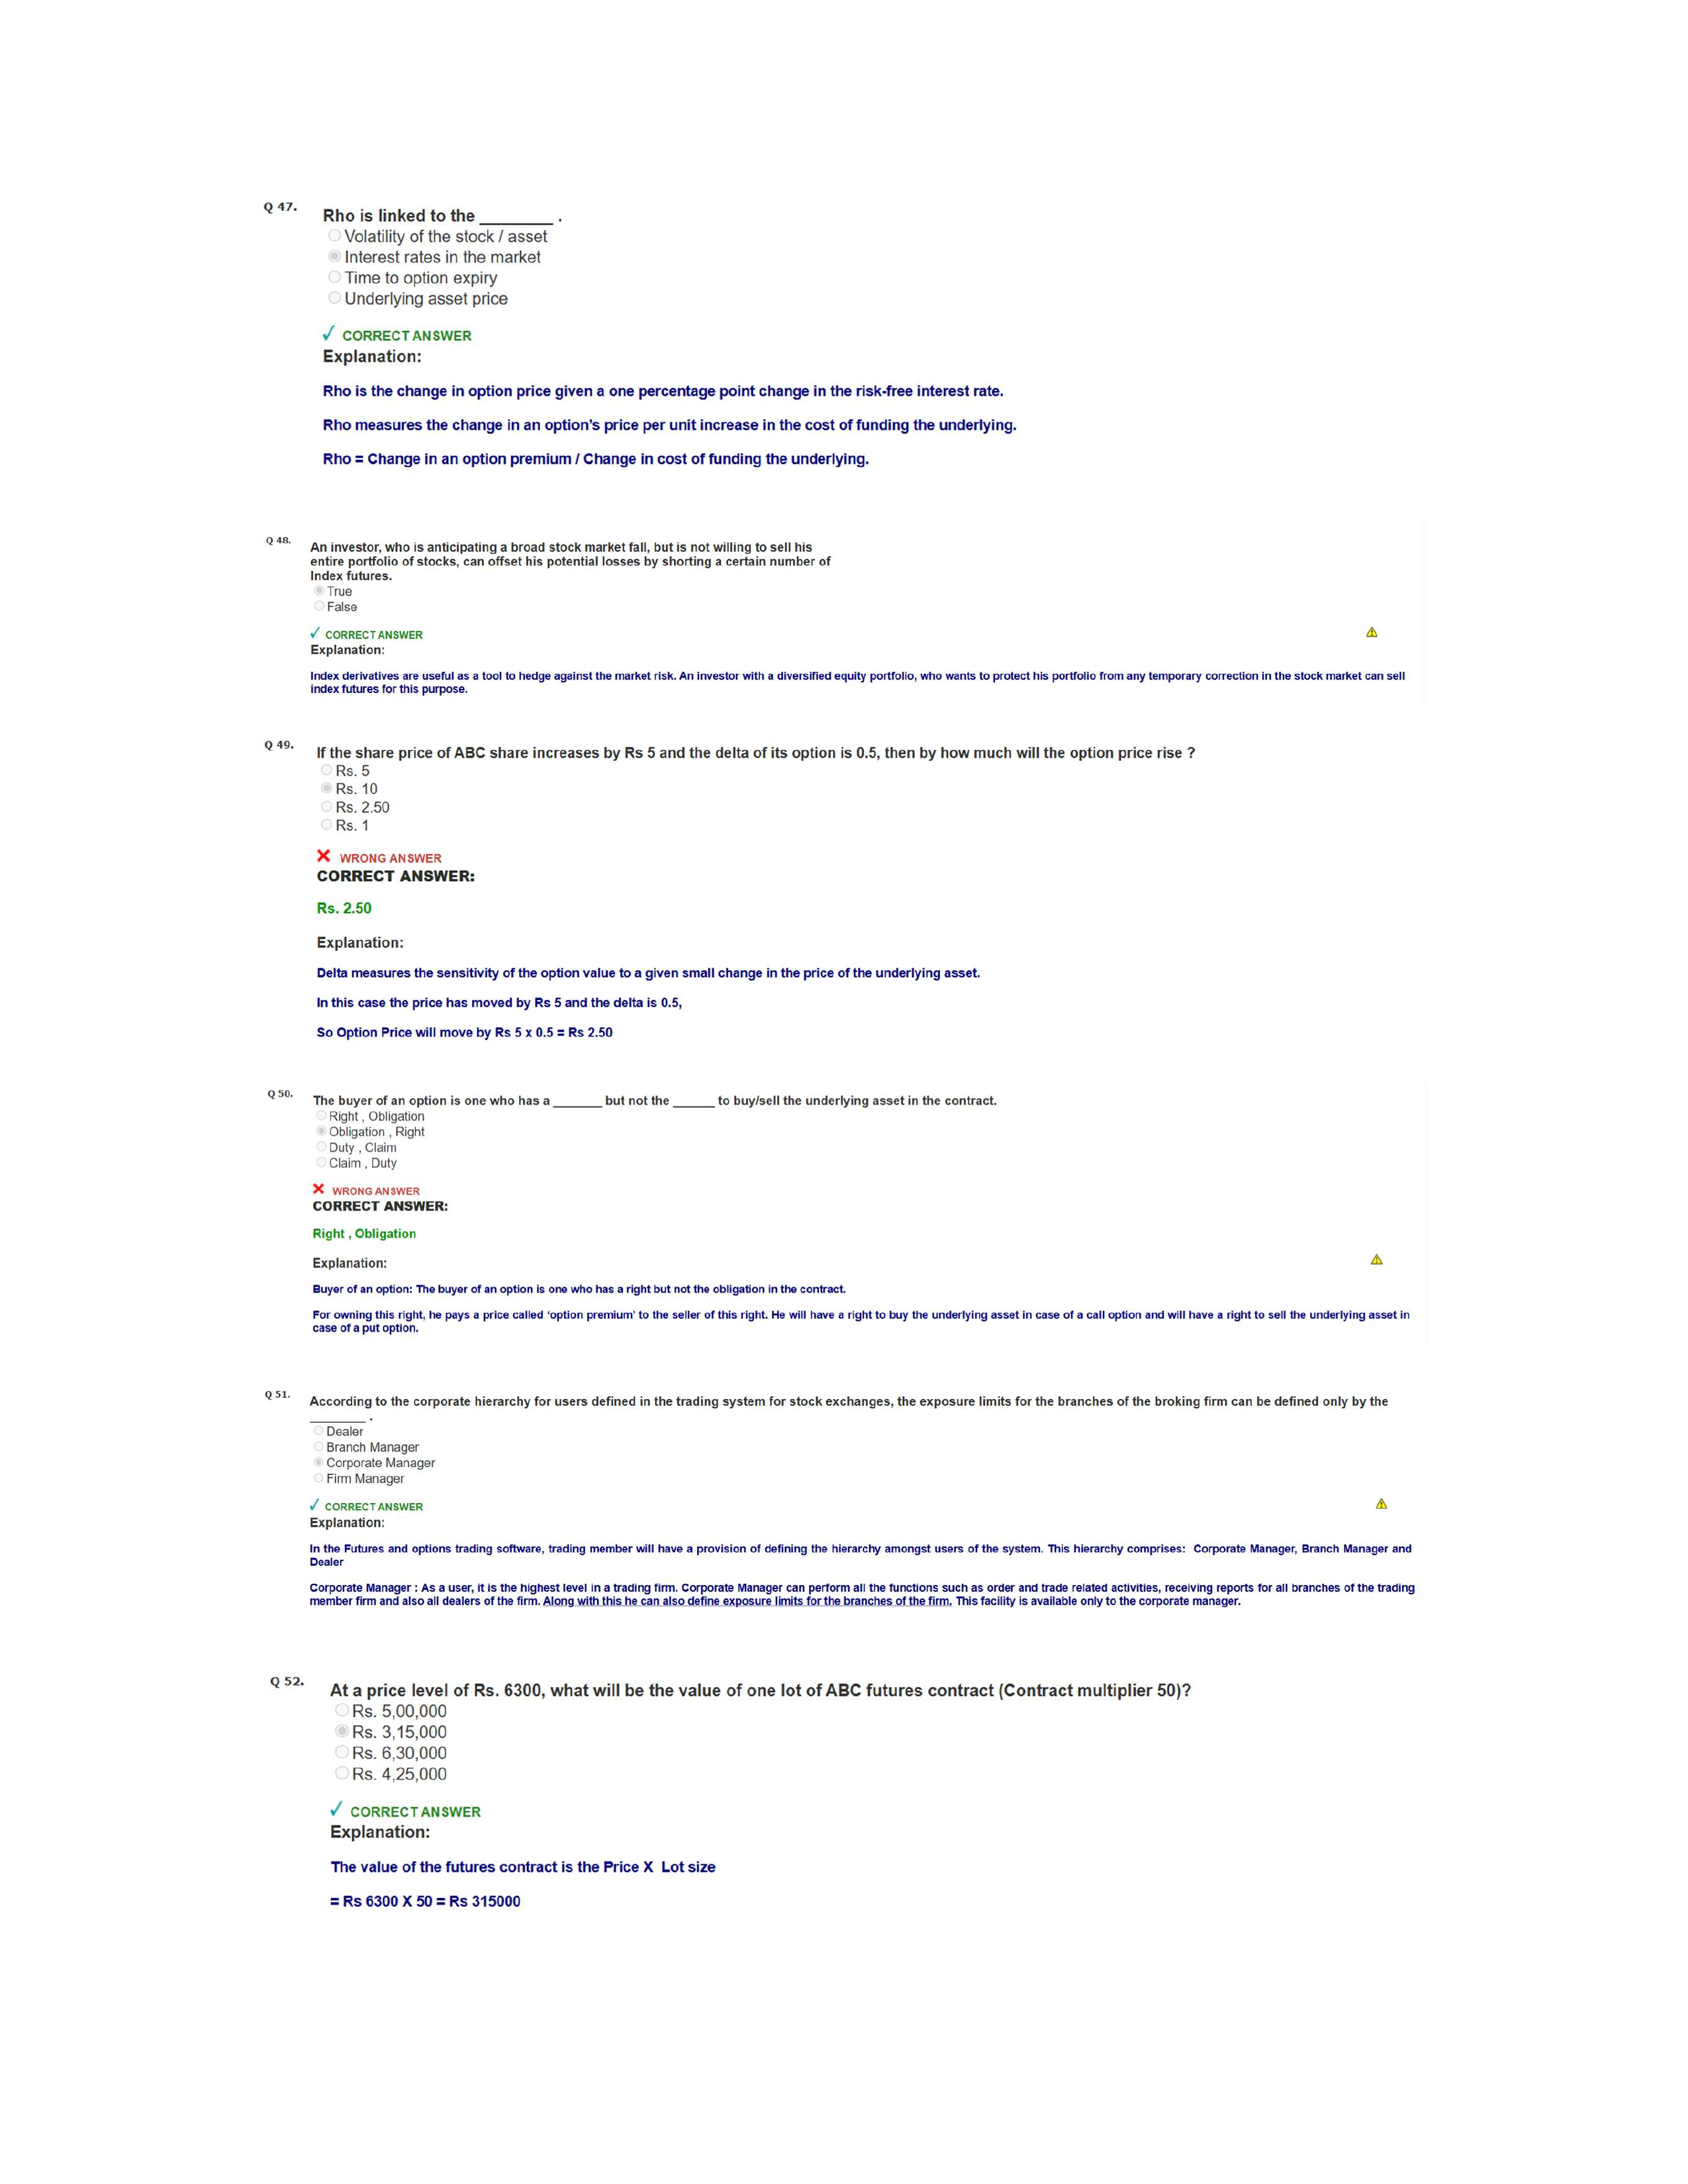 Q 47.
Rho is linked to the ________ .
Volatility of the stock / asset
Interest rates in the market
Time to option expiry
Underlying asset price
✓ CORRECT ANSWER
Explanation:
Rho is the change in option price given a one percentage point change in the risk-free interest rate.
Rho measures the change in an option's price per unit increase in the cost of funding the underlying.
Rho = Change in an option premium / Change in cost of funding the underlying.
Q 48.
An investor, who is anticipating a broad stock market fall, but is not willing to sell his
entire portfolio of stocks, can offset his potential losses by shorting a certain number of
Index futures.
True
False
✓ CORRECT ANSWER
Explanation:
Index derivatives are useful as a tool to hedge against the market risk. An investor with a diversified equity portfolio, who wants to protect his portfolio from any temporary correction in the stock market can sell
index futures for this purpose.
Q 49.
If the share price of ABC share increases by Rs 5 and the delta of its option is 0.5, then by how much will the option price rise ?
Rs. 5
Rs. 10
Rs. 2.50
Rs. 1
✗ WRONG ANSWER
CORRECT ANSWER:
Rs. 2.50
Explanation:
Delta measures the sensitivity of the option value to a given small change in the price of the underlying asset.
In this case the price has moved by Rs 5 and the delta is 0.5,
So Option Price will move by Rs 5 x 0.5 = Rs 2.50
Q 50.
The buyer of an option is one who has a _______ but not the ______ to buy/sell the underlying asset in the contract.
Right , Obligation
Obligation , Right
Duty , Claim
Claim , Duty
✗ WRONG ANSWER
CORRECT ANSWER:
Right , Obligation
Explanation:
Buyer of an option: The buyer of an option is one who has a right but not the obligation in the contract.
For owning this right, he pays a price called 'option premium' to the seller of this right. He will have a right to buy the underlying asset in case of a call option and will have a right to sell the underlying asset in
case of a put option.
Q 51.
According to the corporate hierarchy for users defined in the trading system for stock exchanges, the exposure limits for the branches of the broking firm can be defined only by the
________ .
Dealer
Branch Manager
Corporate Manager
Firm Manager
✓ CORRECT ANSWER
Explanation:
In the Futures and options trading software, trading member will have a provision of defining the hierarchy amongst users of the system. This hierarchy comprises: Corporate Manager, Branch Manager and
Dealer
Corporate Manager : As a user, it is the highest level in a trading firm. Corporate Manager can perform all the functions such as order and trade related activities, receiving reports for all branches of the trading
member firm and also all dealers of the firm. Along with this he can also define exposure limits for the branches of the firm. This facility is available only to the corporate manager.
Q 52.
At a price level of Rs. 6300, what will be the value of one lot of ABC futures contract (Contract multiplier 50)?
Rs. 5,00,000
Rs. 3,15,000
Rs. 6,30,000
Rs. 4,25,000
✓ CORRECT ANSWER
Explanation:
The value of the futures contract is the Price X Lot size
= Rs 6300 X 50 = Rs 315000